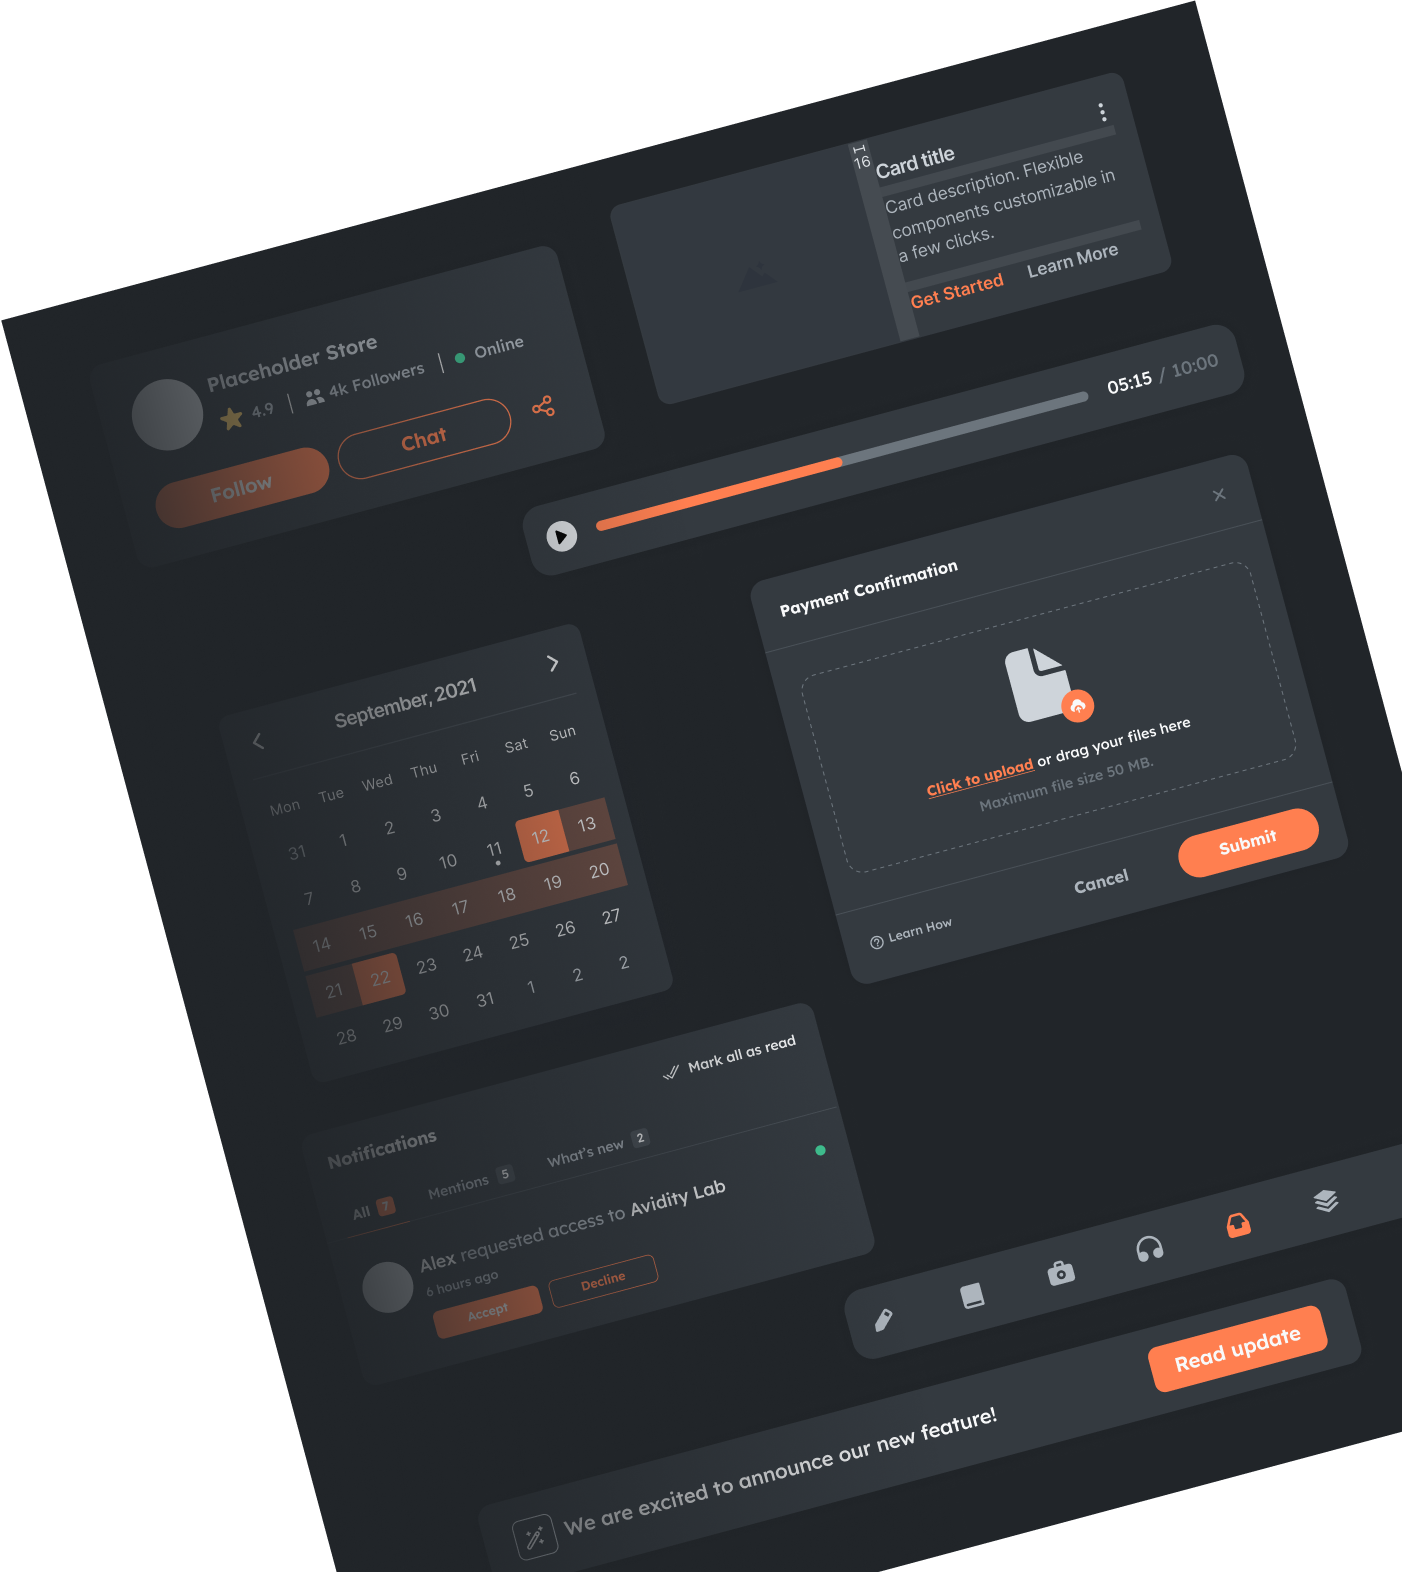 I
16
Card title
Card description. Flexible
components customizable in
a few clicks.
Get Started Learn More
Placeholder Store
4.9 | 4k Followers | Online
Follow Chat
05:15 / 10:00
Payment Confirmation
Click to upload or drag your files here
Maximum file size 50 MB.
Learn How Cancel Submit
September, 2021
Mon Tue Wed Thu Fri Sat Sun
31 1 2 3 4 5 6
7 8 9 10 11 12 13
14 15 16 17 18 19 20
21 22 23 24 25 26 27
28 29 30 31 1 2 2
Notifications Mark all as read
All 7 Mentions 5 What's new 2
Alex requested access to Avidity Lab
6 hours ago
Accept Decline
We are excited to announce our new feature! Read update